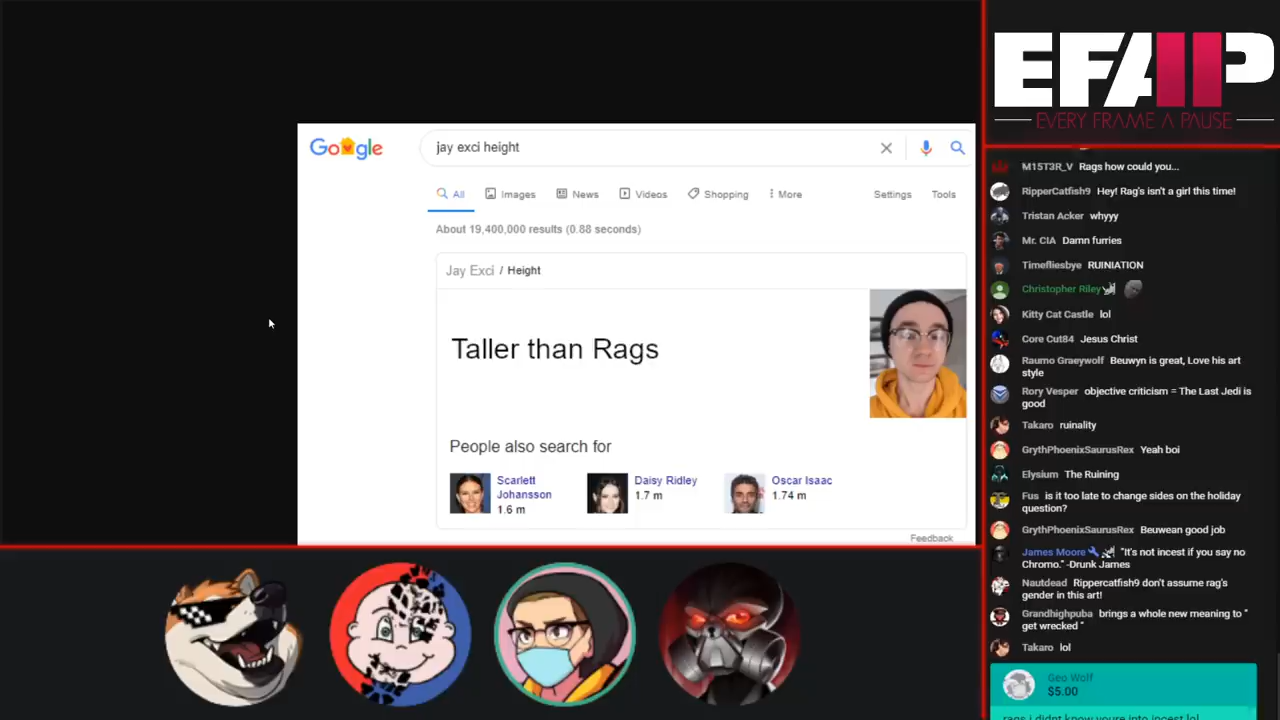 Google
jay exci height
All Images News Videos Shopping More Settings Tools
About 19,400,000 results (0.88 seconds)
Jay Exci / Height
Taller than Rags
People also search for
Scarlett
Johansson
1.6 m
Daisy Ridley
1.7 m
Oscar Isaac
1.74 m
Feedback
EFAP
EVERY FRAME A PAUSE
M15T3R_V Rags how could you...
RipperCatfish9 Hey! Rag's isn't a girl this time!
Tristan Acker whyyy
Mr. CIA Damn furries
Timefliesbye RUINIATION
Christopher Riley
Kitty Cat Castle lol
Core Cut84 Jesus Christ
Raumo Graeywolf Beuwyn is great, Love his art
style
Rory Vesper objective criticism = The Last Jedi is
good
Takaro ruinality
GrythPhoenixSaurusRex Yeah boi
Elysium The Ruining
Fus is it too late to change sides on the holiday
question?
GrythPhoenixSaurusRex Beuwean good job
James Moore "It's not incest if you say no
Chromo." -Drunk James
Nautdead Rippercatfish9 don't assume rag's
gender in this art!
Grandhighpuba brings a whole new meaning to "
get wrecked "
Takaro lol
Geo Wolf
$5.00
rags i didnt know youre into incest lol